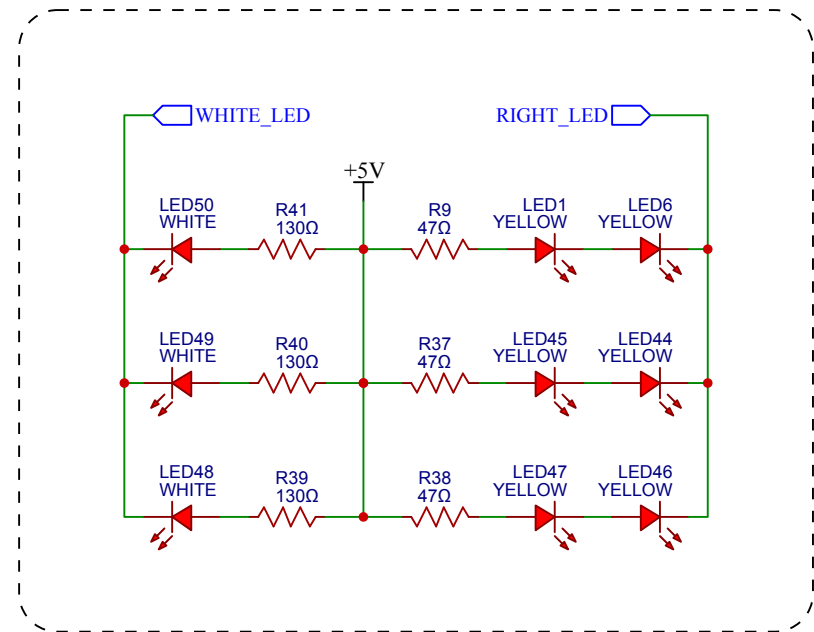 WHITE_LED
RIGHT_LED
+5V
LED50
WHITE
R41
130Ω
R9
47Ω
LED1
YELLOW
LED6
YELLOW
LED49
WHITE
R40
130Ω
R37
47Ω
LED45
YELLOW
LED44
YELLOW
LED48
WHITE
R39
130Ω
R38
47Ω
LED47
YELLOW
LED46
YELLOW